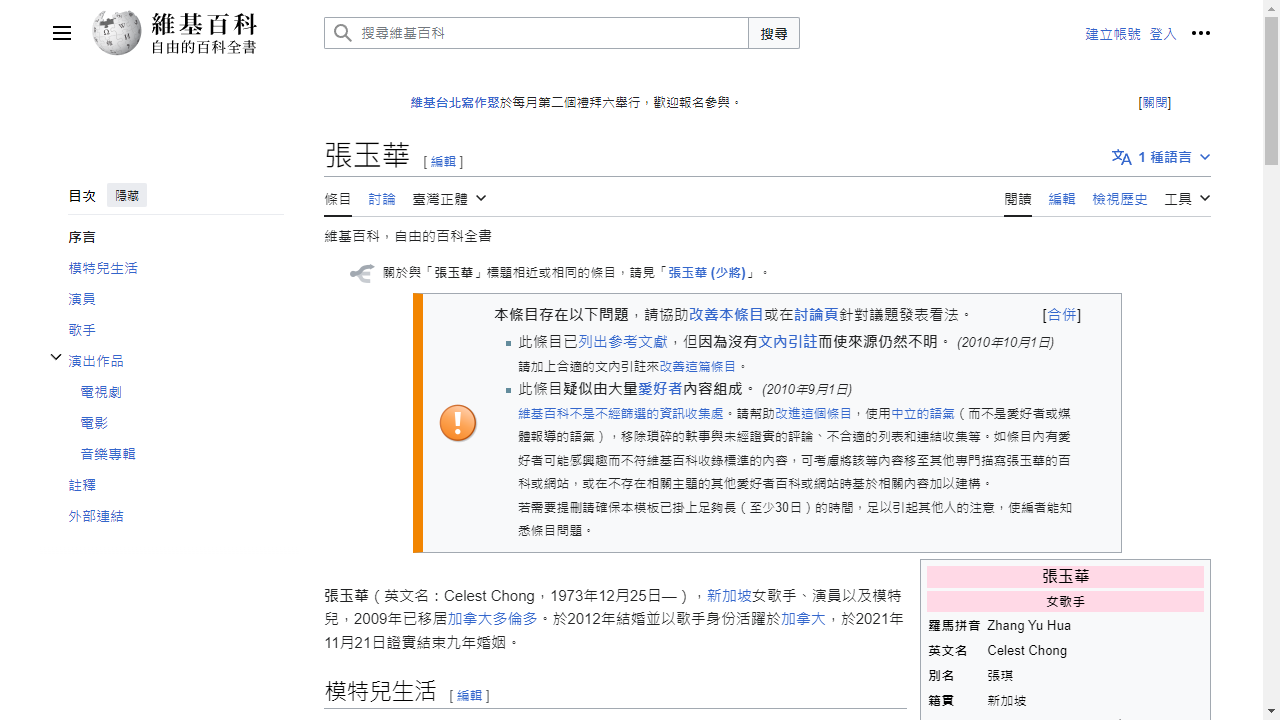 維基百科
自由的百科全書
搜尋維基百科
搜尋
建立帳號 登入
維基台北寫作聚於每月第二個禮拜六舉行，歡迎報名參與。
[關閉]
張玉華 [ 編輯 ]
1 種語言
目次 隱藏
條目 討論 臺灣正體
閱讀 編輯 檢視歷史 工具
序言
模特兒生活
演員
歌手
演出作品
電視劇
電影
音樂專輯
註釋
外部連結
維基百科，自由的百科全書
關於與「張玉華」標題相近或相同的條目，請見「張玉華 (少將)」。
本條目存在以下問題，請協助改善本條目或在討論頁針對議題發表看法。 [合併]
此條目已列出參考文獻，但因為沒有文內引註而使來源仍然不明。 (2010年10月1日)
請加上合適的文內引註來改善這篇條目。
此條目疑似由大量愛好者內容組成。 (2010年9月1日)
維基百科不是不經篩選的資訊收集處。請幫助改進這個條目，使用中立的語氣（而不是愛好者或媒
體報導的語氣），移除瑣碎的軼事與未經證實的評論、不合適的列表和連結收集等。如條目內有愛
好者可能感興趣而不符維基百科收錄標準的內容，可考慮將該等內容移至其他專門描寫張玉華的百
科或網站，或在不存在相關主題的其他愛好者百科或網站時基於相關內容加以建構。
若需要提刪請確保本模板已掛上足夠長（至少30日）的時間，足以引起其他人的注意，使編者能知
悉條目問題。
張玉華（英文名：Celest Chong，1973年12月25日—），新加坡女歌手、演員以及模特
兒，2009年已移居加拿大多倫多。於2012年結婚並以歌手身份活躍於加拿大，於2021年
11月21日證實結束九年婚姻。
模特兒生活 [ 編輯 ]
張玉華
女歌手
羅馬拼音 Zhang Yu Hua
英文名 Celest Chong
別名 張琪
籍貫 新加坡